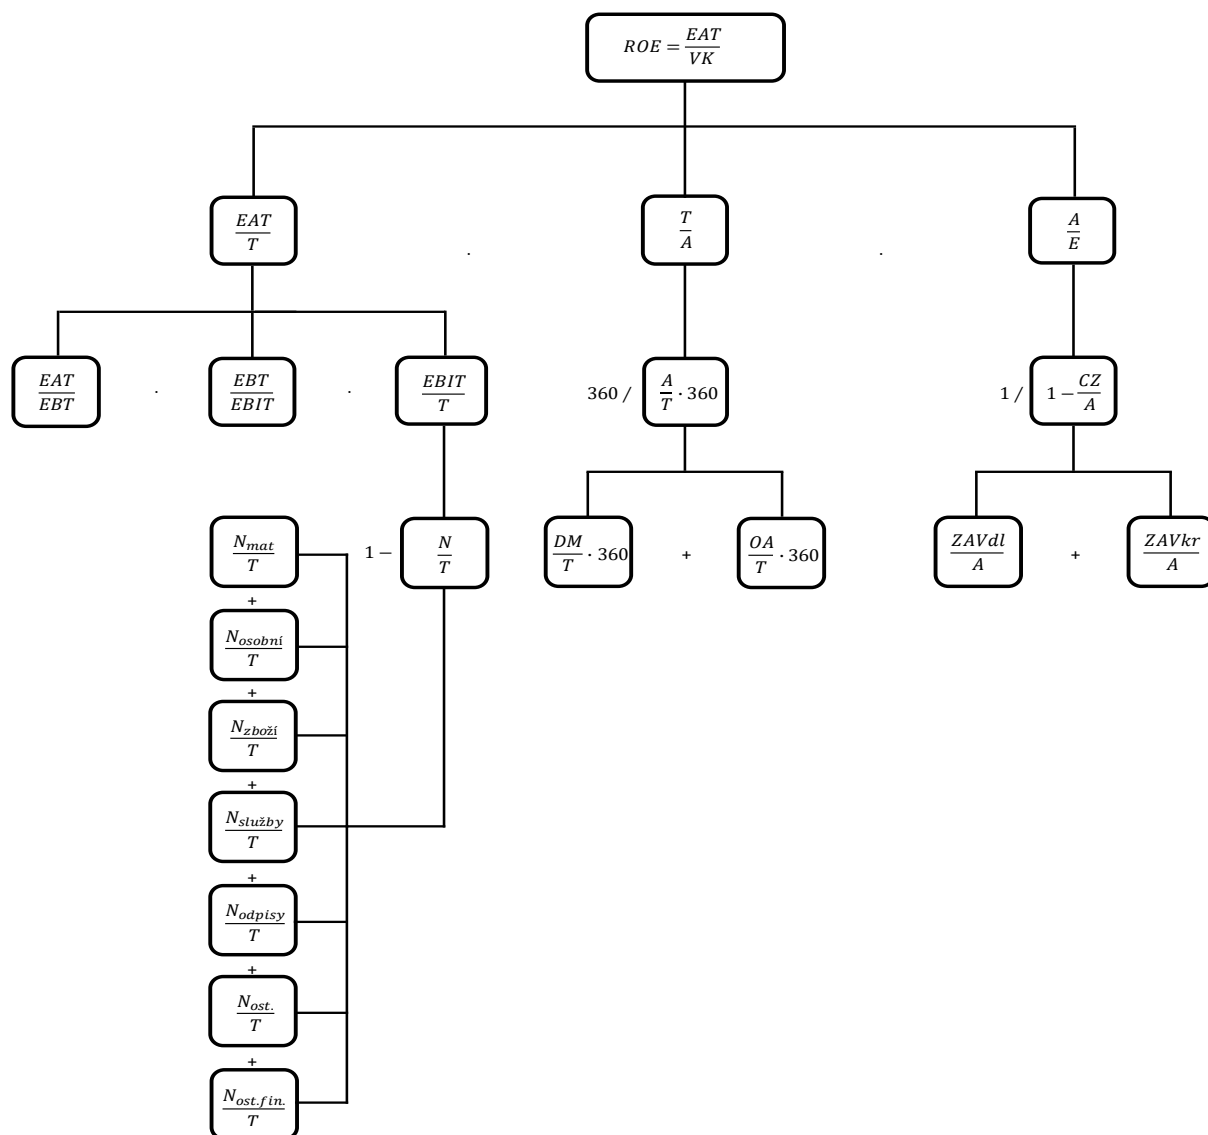 ROE = EAT/VK
EAT/T · T/A · A/E
EAT/EBT · EBT/EBIT · EBIT/T 360 / A/T · 360 1 / 1 − CZ/A
N_mat/T 1 − N/T DM/T · 360 + OA/T · 360 ZAVdl/A + ZAVkr/A
+
N_osobní/T
+
N_zboží/T
+
N_služby/T
+
N_odpisy/T
+
N_ost./T
+
N_ost.fin./T